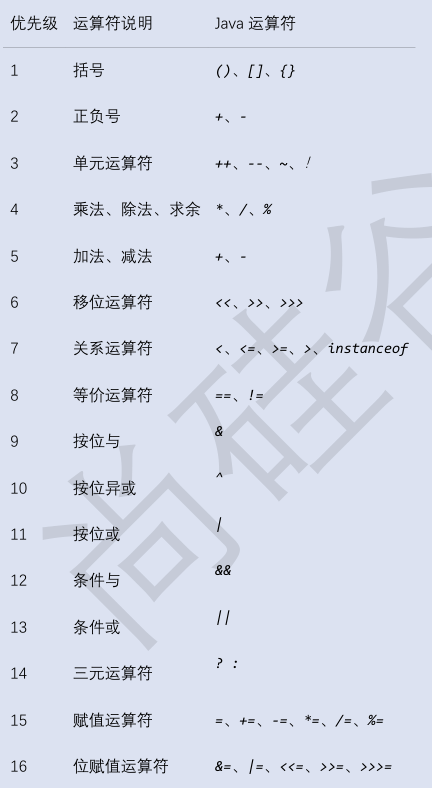 优先级 运算符说明 Java 运算符
1 括号 ()、[]、{}
2 正负号 +、-
3 单元运算符 ++、--、~、!
4 乘法、除法、求余 *、/、%
5 加法、减法 +、-
6 移位运算符 <<、>>、>>>
7 关系运算符 <、<=、>=、>、instanceof
8 等价运算符 ==、!=
9 按位与 &
10 按位异或 ^
11 按位或 |
12 条件与 &&
13 条件或 ||
14 三元运算符 ? :
15 赋值运算符 =、+=、-=、*=、/=、%=
16 位赋值运算符 &=、|=、<<=、>>=、>>>=
尚硅谷